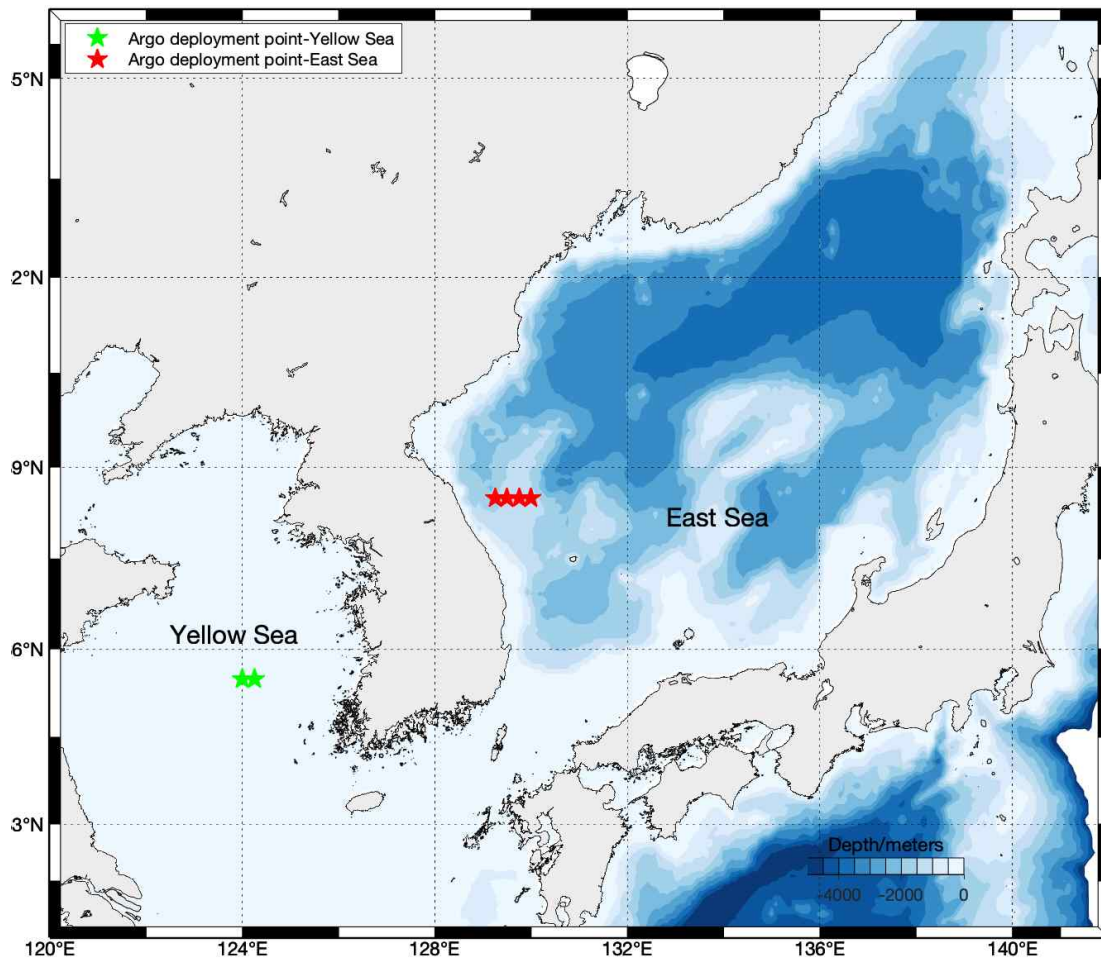 Argo deployment point-Yellow Sea
Argo deployment point-East Sea
5°N
2°N
9°N
East Sea
Yellow Sea
6°N
3°N
Depth/meters
-4000 -2000 0
120°E 124°E 128°E 132°E 136°E 140°E